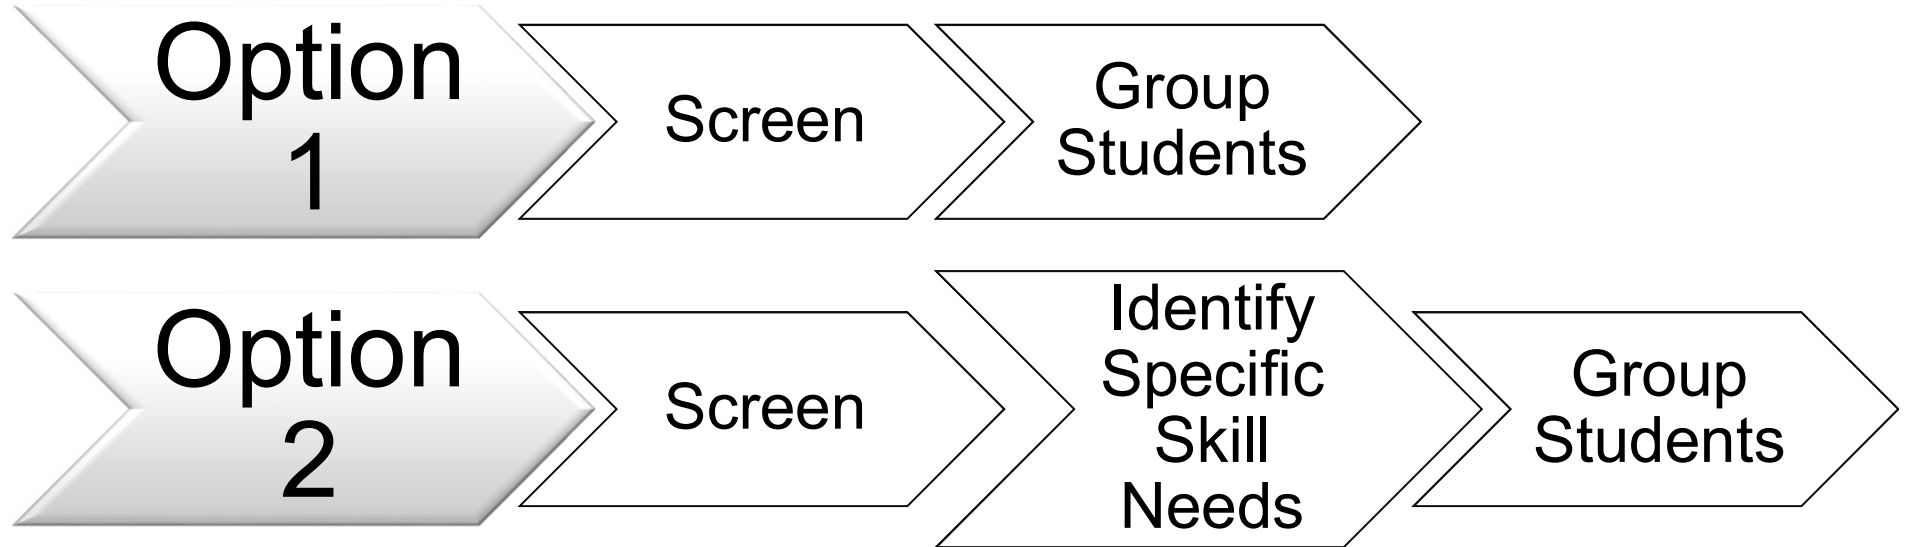 Option
1
Screen
Group
Students
Option
2
Screen
Identify
Specific
Skill
Needs
Group
Students